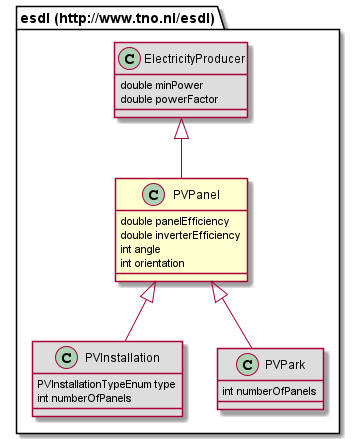 esdl (http://www.tno.nl/esdl)
C ElectricityProducer
double minPower
double powerFactor
C PVPanel
double panelEfficiency
double inverterEfficiency
int angle
int orientation
C PVInstallation
PVInstallationTypeEnum type
int numberOfPanels
C PVPark
int numberOfPanels